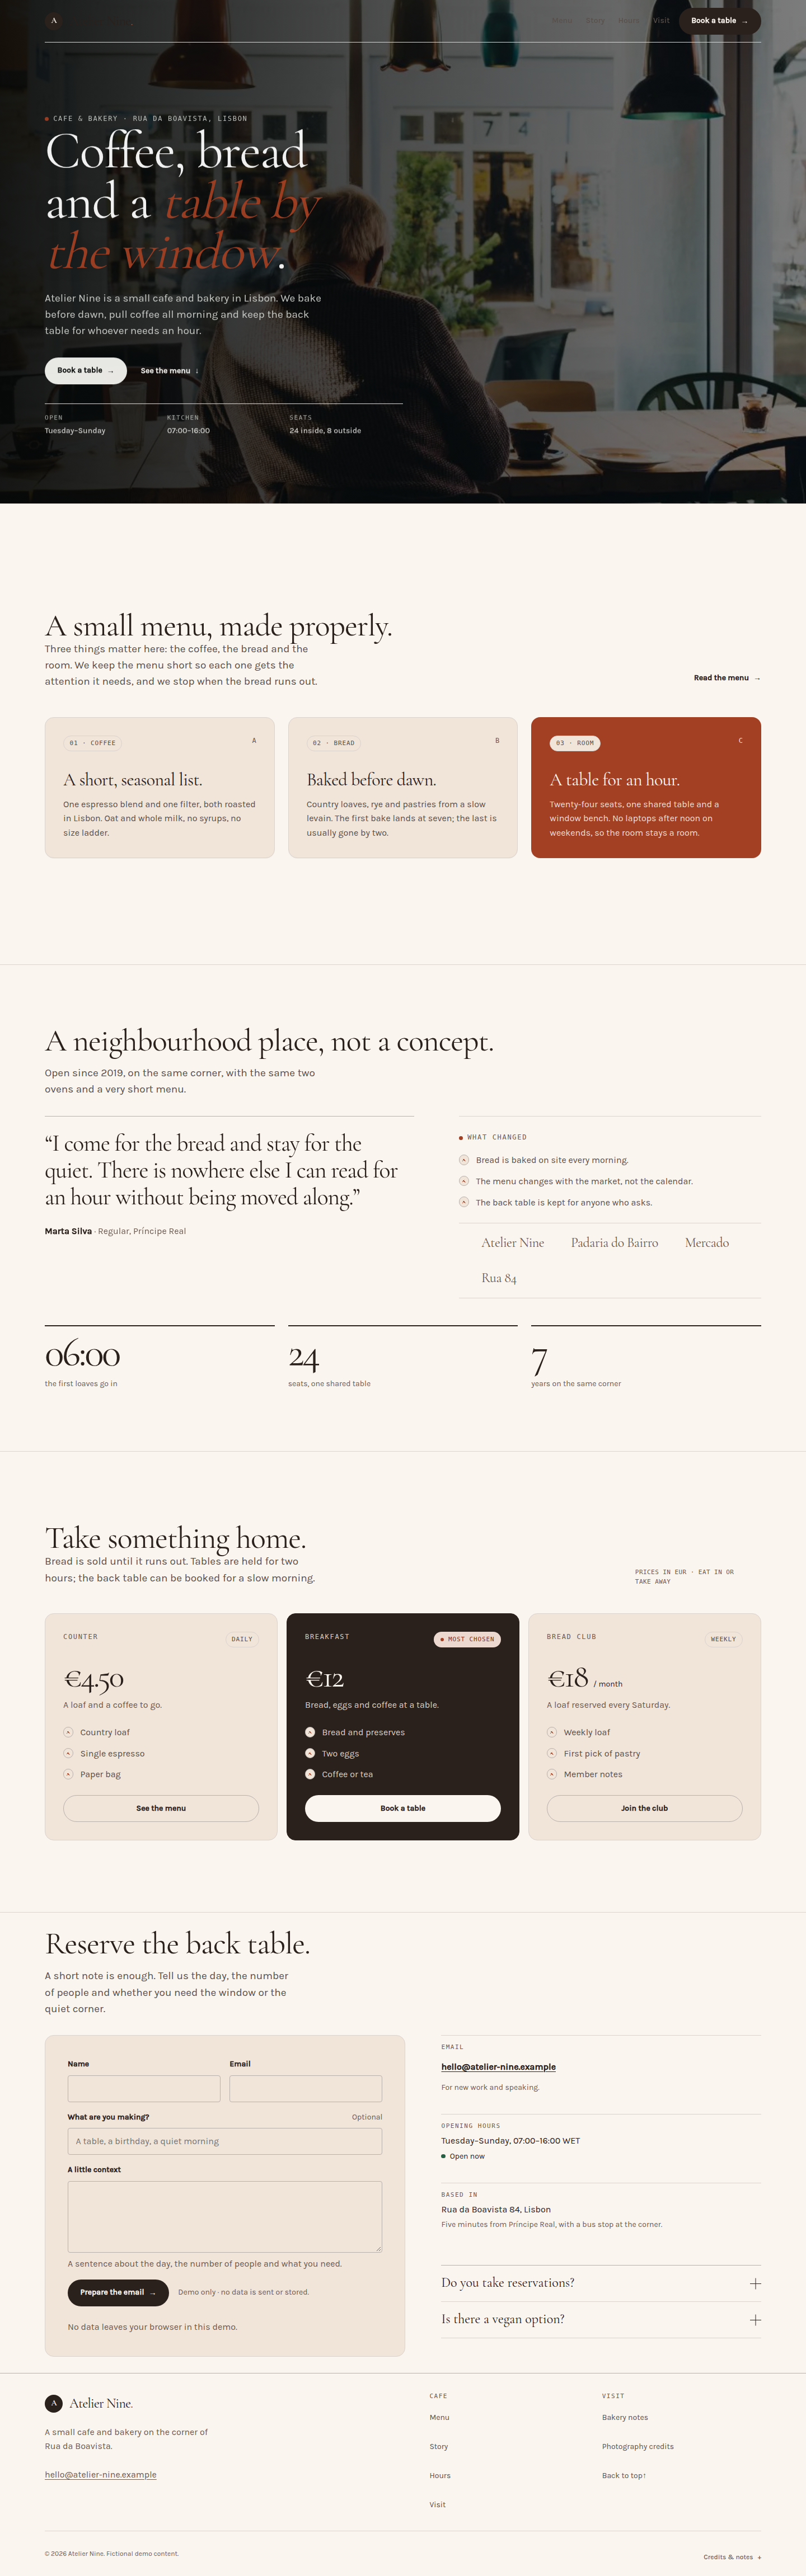 A
Menu Story Hours Visit Book a table →
CAFE & BAKERY · RUA DA BOAVISTA, LISBON
Coffee, bread
and a table by
the window.
Atelier Nine is a small cafe and bakery in Lisbon. We bake
before dawn, pull coffee all morning and keep the back
table for whoever needs an hour.
Book a table → See the menu ↓
OPEN KITCHEN SEATS
Tuesday–Sunday 07:00–16:00 24 inside, 8 outside
A small menu, made properly.
Three things matter here: the coffee, the bread and the
room. We keep the menu short so each one gets the
attention it needs, and we stop when the bread runs out.
Read the menu →
01 · COFFEE A
A short, seasonal list.
One espresso blend and one filter, both roasted
in Lisbon. Oat and whole milk, no syrups, no
size ladder.
02 · BREAD B
Baked before dawn.
Country loaves, rye and pastries from a slow
levain. The first bake lands at seven; the last is
usually gone by two.
03 · ROOM C
A table for an hour.
Twenty-four seats, one shared table and a
window bench. No laptops after noon on
weekends, so the room stays a room.
A neighbourhood place, not a concept.
Open since 2019, on the same corner, with the same two
ovens and a very short menu.
“I come for the bread and stay for the
quiet. There is nowhere else I can read for
an hour without being moved along.”
Marta Silva · Regular, Príncipe Real
WHAT CHANGED
Bread is baked on site every morning.
The menu changes with the market, not the calendar.
The back table is kept for anyone who asks.
Atelier Nine Padaria do Bairro Mercado
Rua 84
06:00
the first loaves go in
24
seats, one shared table
7
years on the same corner
Take something home.
Bread is sold until it runs out. Tables are held for two
hours; the back table can be booked for a slow morning.
PRICES IN EUR · EAT IN OR
TAKE AWAY
COUNTER DAILY
€4.50
A loaf and a coffee to go.
Country loaf
Single espresso
Paper bag
See the menu
BREAKFAST MOST CHOSEN
€12
Bread, eggs and coffee at a table.
Bread and preserves
Two eggs
Coffee or tea
Book a table
BREAD CLUB WEEKLY
€18 / month
A loaf reserved every Saturday.
Weekly loaf
First pick of pastry
Member notes
Join the club
Reserve the back table.
A short note is enough. Tell us the day, the number
of people and whether you need the window or the
quiet corner.
Name Email
What are you making? Optional
A table, a birthday, a quiet morning
A little context
A sentence about the day, the number of people and what you need.
Prepare the email → Demo only · no data is sent or stored.
No data leaves your browser in this demo.
EMAIL
hello@atelier-nine.example
For new work and speaking.
OPENING HOURS
Tuesday–Sunday, 07:00–16:00 WET
Open now
BASED IN
Rua da Boavista 84, Lisbon
Five minutes from Príncipe Real, with a bus stop at the corner.
Do you take reservations?
Is there a vegan option?
A Atelier Nine.
A small cafe and bakery on the corner of
Rua da Boavista.
hello@atelier-nine.example
CAFE
Menu
Story
Hours
Visit
VISIT
Bakery notes
Photography credits
Back to top↑
© 2026 Atelier Nine. Fictional demo content.
Credits & notes +